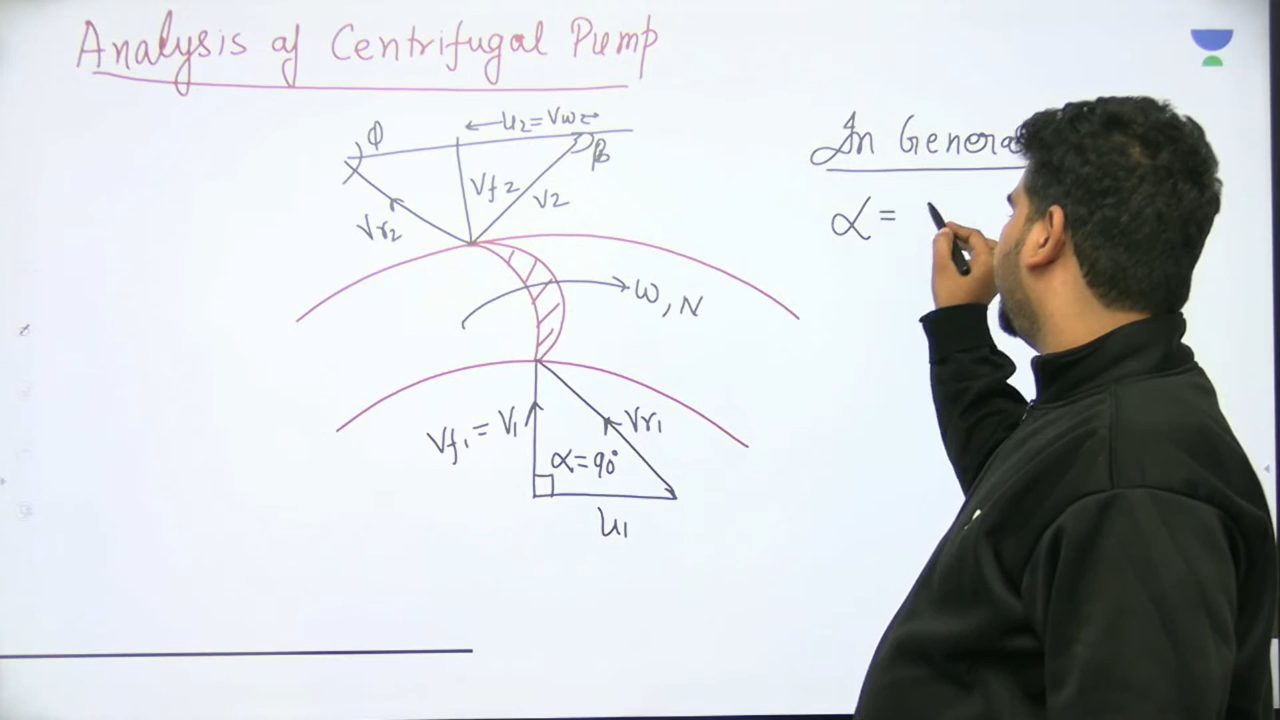 Analysis of Centrifugal Pump
u2=Vw2
Φ
β
Vf2
V2
Vr2
In Genera
α=
ω, N
Vf1=V1
Vr1
α=90°
u1